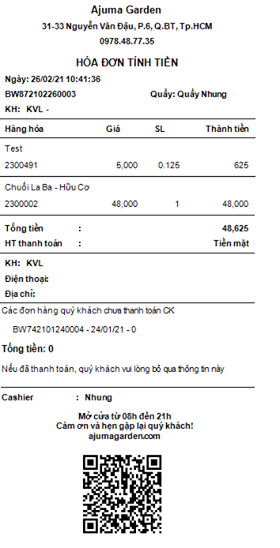 Ajuma Garden
31-33 Nguyễn Văn Đậu, P.6, Q.BT, Tp.HCM
0978.48.77.35
HÓA ĐƠN TÍNH TIỀN
Ngày: 26/02/21 10:41:36
BW872102260003 Quầy: Quầy Nhung
KH: KVL -
Hàng hóa Giá SL Thành tiền
Test
2300491 5,000 0.125 625
Chuối La Ba - Hữu Cơ
2300002 48,000 1 48,000
Tổng tiền : 48,625
HT thanh toán : Tiền mặt
KH: KVL
Điện thoại:
Địa chỉ:
Các đơn hàng quý khách chưa thanh toán CK
BW742101240004 - 24/01/21 - 0
Tổng tiền: 0
Nếu đã thanh toán, quý khách vui lòng bỏ qua thông tin này
Cashier : Nhung
Mở cửa từ 08h đến 21h
Cám ơn và hẹn gặp lại quý khách!
ajumagarden.com